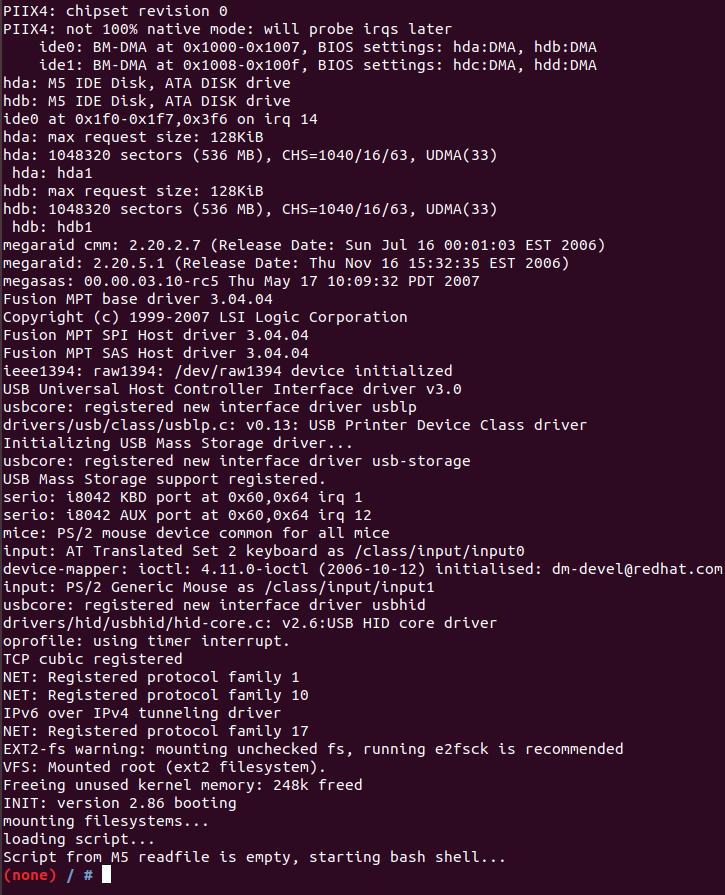 PIIX4: chipset revision 0
PIIX4: not 100% native mode: will probe irqs later
    ide0: BM-DMA at 0x1000-0x1007, BIOS settings: hda:DMA, hdb:DMA
    ide1: BM-DMA at 0x1008-0x100f, BIOS settings: hdc:DMA, hdd:DMA
hda: M5 IDE Disk, ATA DISK drive
hdb: M5 IDE Disk, ATA DISK drive
ide0 at 0x1f0-0x1f7,0x3f6 on irq 14
hda: max request size: 128KiB
hda: 1048320 sectors (536 MB), CHS=1040/16/63, UDMA(33)
 hda: hda1
hdb: max request size: 128KiB
hdb: 1048320 sectors (536 MB), CHS=1040/16/63, UDMA(33)
 hdb: hdb1
megaraid cmm: 2.20.2.7 (Release Date: Sun Jul 16 00:01:03 EST 2006)
megaraid: 2.20.5.1 (Release Date: Thu Nov 16 15:32:35 EST 2006)
megasas: 00.00.03.10-rc5 Thu May 17 10:09:32 PDT 2007
Fusion MPT base driver 3.04.04
Copyright (c) 1999-2007 LSI Logic Corporation
Fusion MPT SPI Host driver 3.04.04
Fusion MPT SAS Host driver 3.04.04
ieee1394: raw1394: /dev/raw1394 device initialized
USB Universal Host Controller Interface driver v3.0
usbcore: registered new interface driver usblp
drivers/usb/class/usblp.c: v0.13: USB Printer Device Class driver
Initializing USB Mass Storage driver...
usbcore: registered new interface driver usb-storage
USB Mass Storage support registered.
serio: i8042 KBD port at 0x60,0x64 irq 1
serio: i8042 AUX port at 0x60,0x64 irq 12
mice: PS/2 mouse device common for all mice
input: AT Translated Set 2 keyboard as /class/input/input0
device-mapper: ioctl: 4.11.0-ioctl (2006-10-12) initialised: dm-devel@redhat.com
input: PS/2 Generic Mouse as /class/input/input1
usbcore: registered new interface driver usbhid
drivers/hid/usbhid/hid-core.c: v2.6:USB HID core driver
oprofile: using timer interrupt.
TCP cubic registered
NET: Registered protocol family 1
NET: Registered protocol family 10
IPv6 over IPv4 tunneling driver
NET: Registered protocol family 17
EXT2-fs warning: mounting unchecked fs, running e2fsck is recommended
VFS: Mounted root (ext2 filesystem).
Freeing unused kernel memory: 248k freed
INIT: version 2.86 booting
mounting filesystems...
loading script...
Script from M5 readfile is empty, starting bash shell...
(none) / #